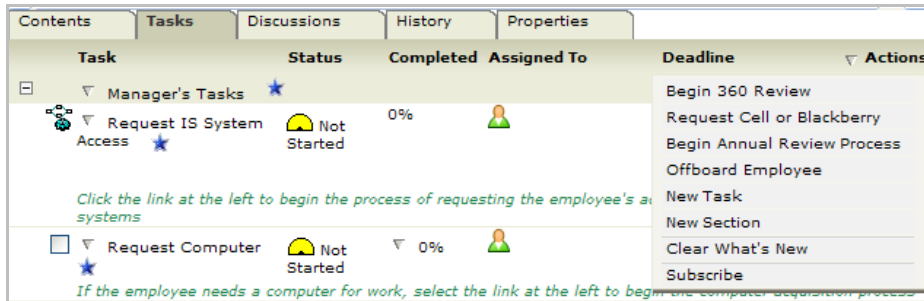 Contents Tasks Discussions History Properties
Task Status Completed Assigned To Deadline Actions
Manager's Tasks
Begin 360 Review
Request IS System Not 0% Request Cell or Blackberry
Access Started Begin Annual Review Process
Offboard Employee
Click the link at the left to begin the process of requesting the employee's New Task
systems New Section
Request Computer Not 0% Clear What's New
Started Subscribe
If the employee needs a computer for work, select the link at the left to begin the computer acquisition process